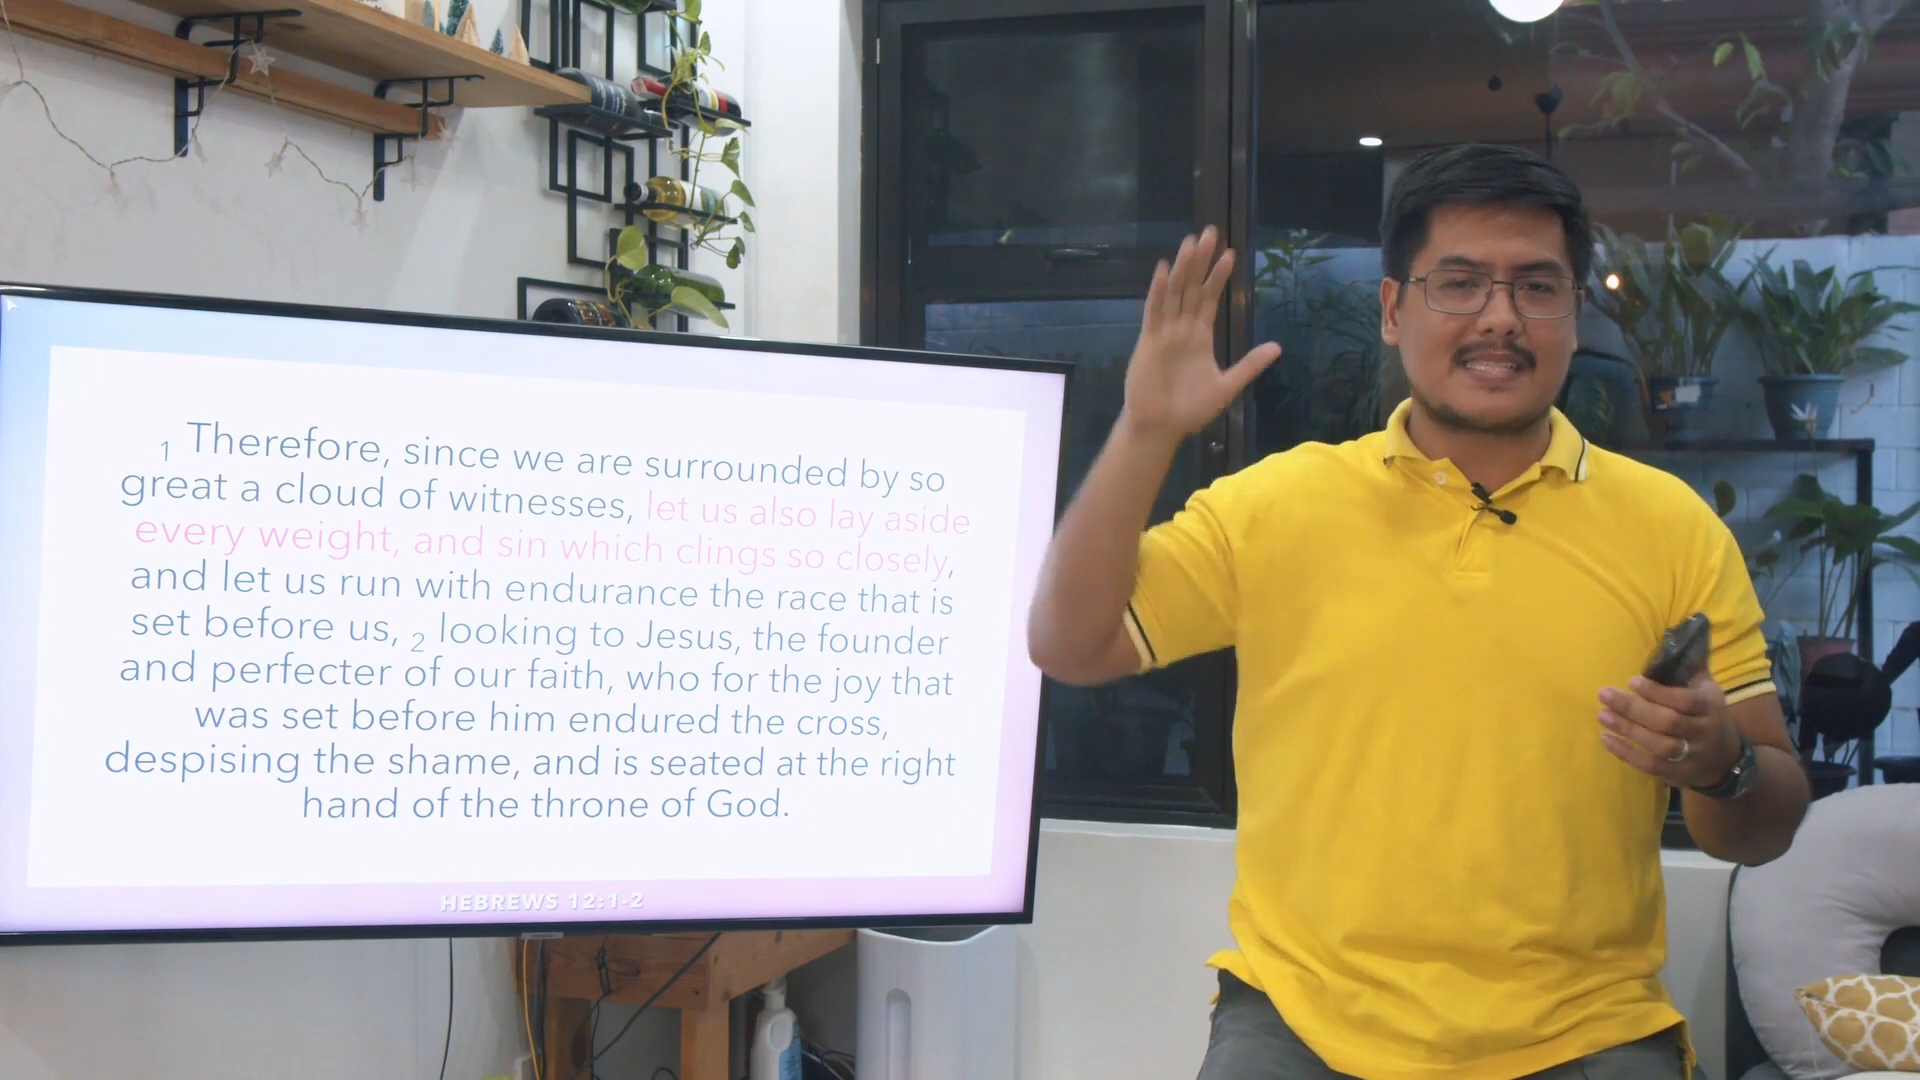 1 Therefore, since we are surrounded by so
great a cloud of witnesses, let us also lay aside
every weight, and sin which clings so closely,
and let us run with endurance the race that is
set before us, 2 looking to Jesus, the founder
and perfecter of our faith, who for the joy that
was set before him endured the cross,
despising the shame, and is seated at the right
hand of the throne of God.
HEBREWS 12:1-2